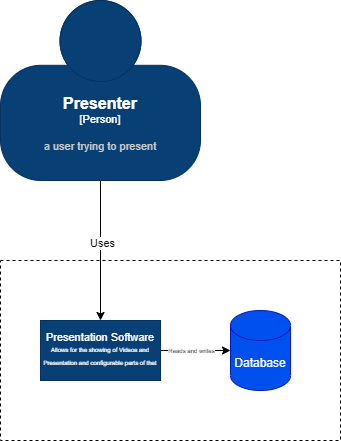 Presenter
[Person]
a user trying to present
Uses
Presentation Software
Allows for the showing of Videos and
Presentation and configurable parts of that
Reads and writes
Database